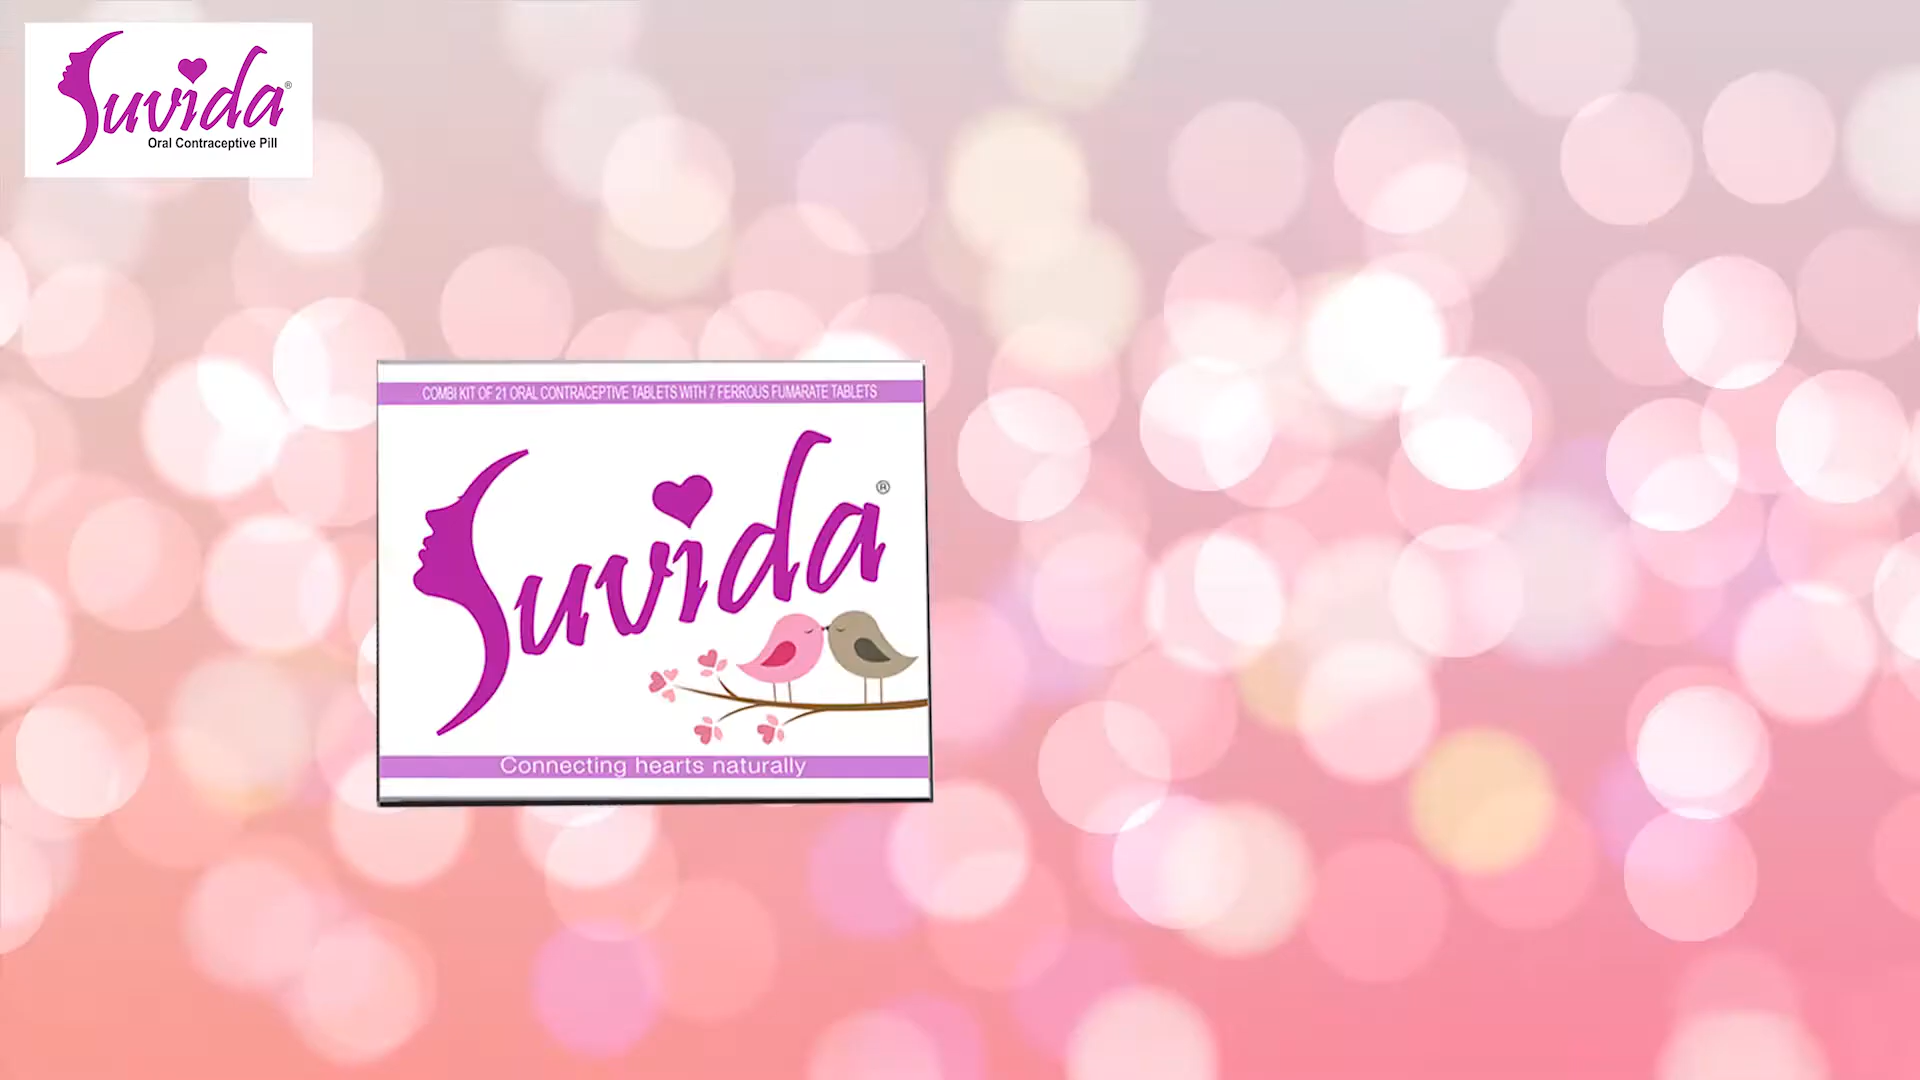 Suvida®
Oral Contraceptive Pill
COMBI KIT OF 21 ORAL CONTRACEPTIVE TABLETS WITH 7 FERROUS FUMARATE TABLETS
Suvida®
Connecting hearts naturally